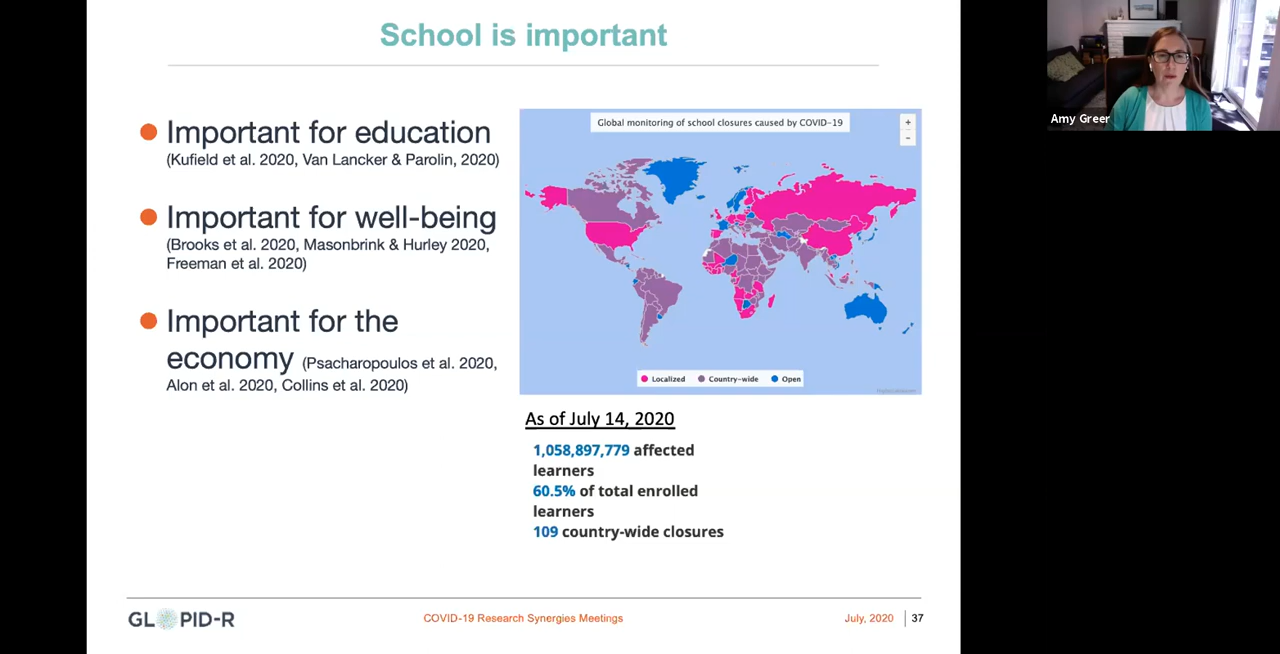 School is important
Important for education
(Kufield et al. 2020, Van Lancker & Parolin, 2020)
Important for well-being
(Brooks et al. 2020, Masonbrink & Hurley 2020,
Freeman et al. 2020)
Important for the
economy (Psacharopoulos et al. 2020,
Alon et al. 2020, Collins et al. 2020)
Global monitoring of school closures caused by COVID-19
+
-
Localized Country-wide Open
As of July 14, 2020
1,058,897,779 affected
learners
60.5% of total enrolled
learners
109 country-wide closures
GLOPID-R
COVID-19 Research Synergies Meetings
July, 2020 37
Amy Greer